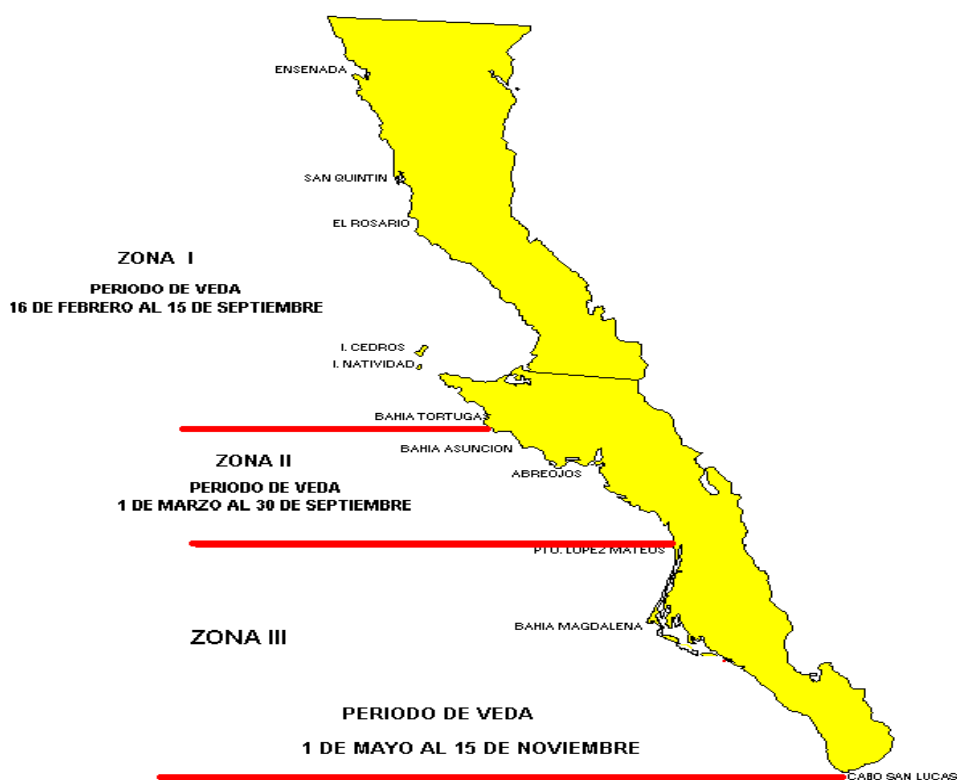 ENSENADA
SAN QUINTIN
EL ROSARIO
ZONA I
PERIODO DE VEDA
16 DE FEBRERO AL 15 DE SEPTIEMBRE
I. CEDROS
I. NATIVIDAD
BAHIA TORTUGAS
BAHIA ASUNCION
ZONA II
ABREOJOS
PERIODO DE VEDA
1 DE MARZO AL 30 DE SEPTIEMBRE
PTO. LOPEZ MATEOS
BAHIA MAGDALENA
ZONA III
PERIODO DE VEDA
1 DE MAYO AL 15 DE NOVIEMBRE
CABO SAN LUCAS